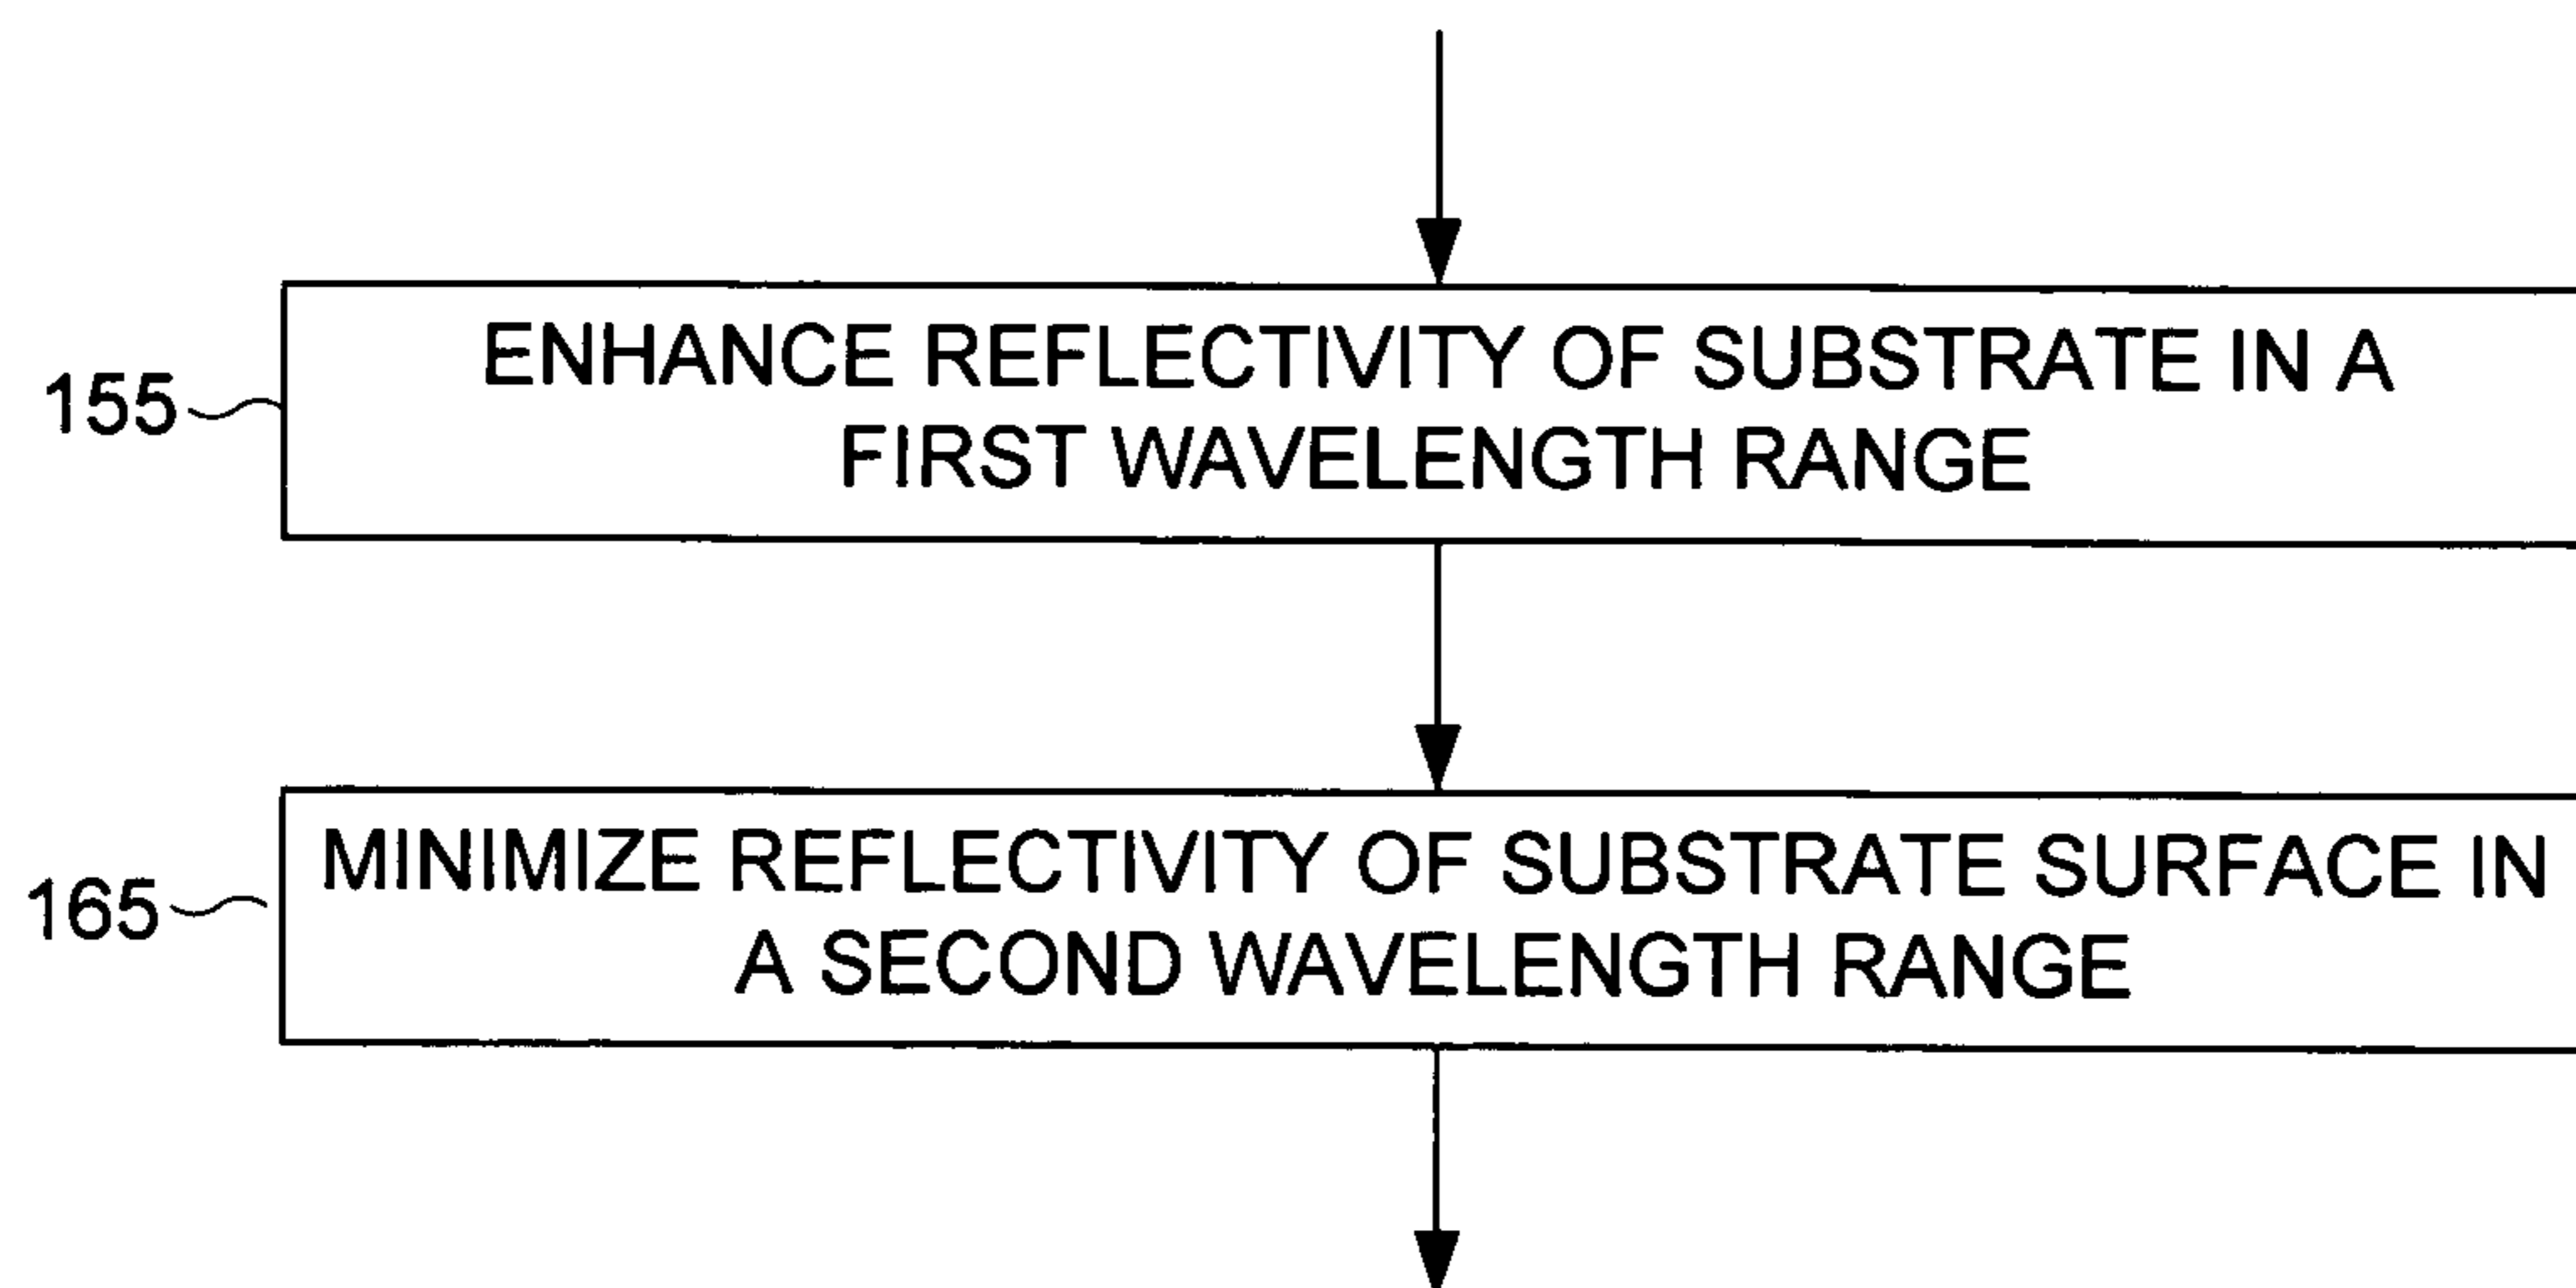 155
ENHANCE REFLECTIVITY OF SUBSTRATE IN A
FIRST WAVELENGTH RANGE
165
MINIMIZE REFLECTIVITY OF SUBSTRATE SURFACE IN
A SECOND WAVELENGTH RANGE